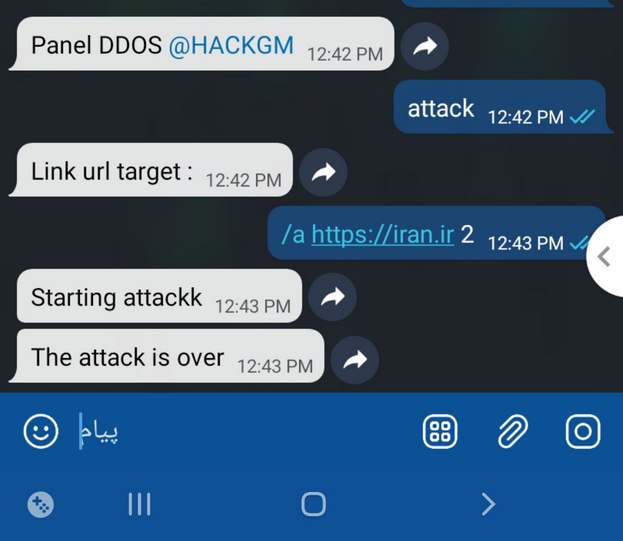 Panel DDOS @HACKGM 12:42 PM
attack 12:42 PM
Link url target : 12:42 PM
/a https://iran.ir 2 12:43 PM
Starting attackk 12:43 PM
The attack is over 12:43 PM
پیام